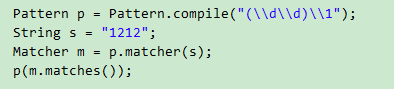 Pattern p = Pattern.compile("(\\d\\d)\\1");
String s = "1212";
Matcher m = p.matcher(s);
p(m.matches());